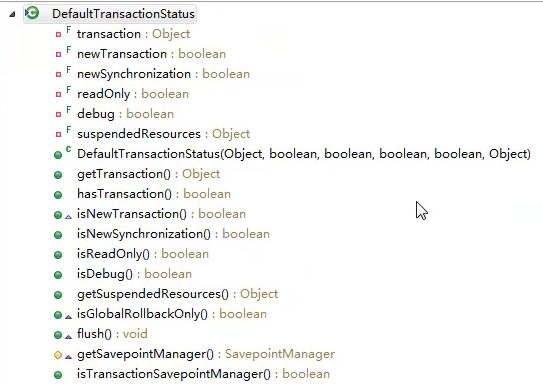 DefaultTransactionStatus
transaction : Object
newTransaction : boolean
newSynchronization : boolean
readOnly : boolean
debug : boolean
suspendedResources : Object
DefaultTransactionStatus(Object, boolean, boolean, boolean, boolean, Object)
getTransaction() : Object
hasTransaction() : boolean
isNewTransaction() : boolean
isNewSynchronization() : boolean
isReadOnly() : boolean
isDebug() : boolean
getSuspendedResources() : Object
isGlobalRollbackOnly() : boolean
flush() : void
getSavepointManager() : SavepointManager
isTransactionSavepointManager() : boolean